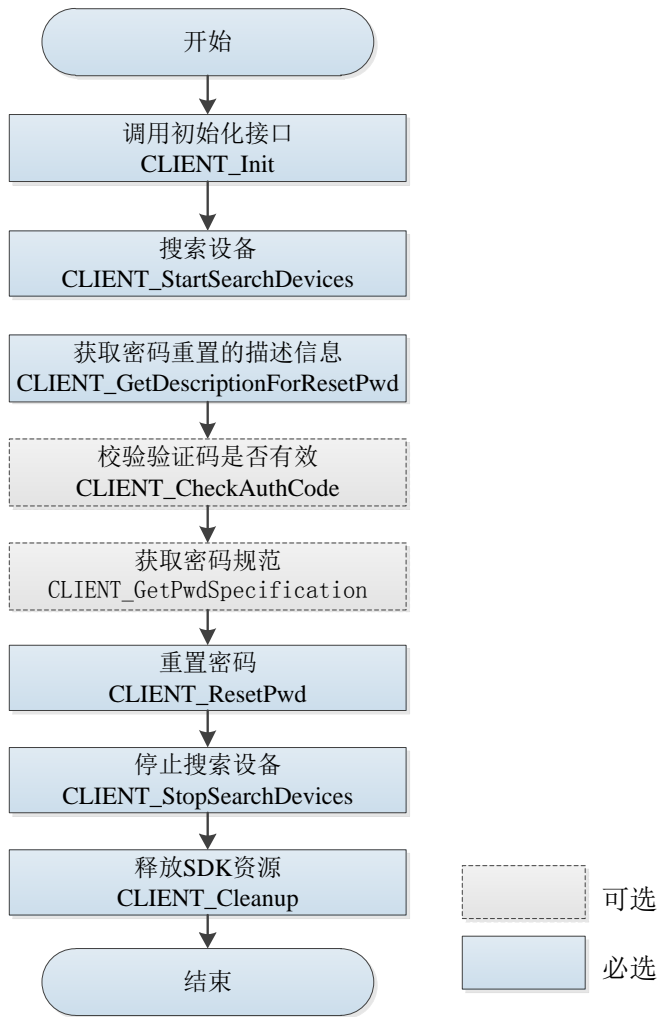 开始
调用初始化接口
CLIENT_Init
搜索设备
CLIENT_StartSearchDevices
获取密码重置的描述信息
CLIENT_GetDescriptionForResetPwd
校验验证码是否有效
CLIENT_CheckAuthCode
获取密码规范
CLIENT_GetPwdSpecification
重置密码
CLIENT_ResetPwd
停止搜索设备
CLIENT_StopSearchDevices
释放SDK资源
CLIENT_Cleanup
结束
可选
必选